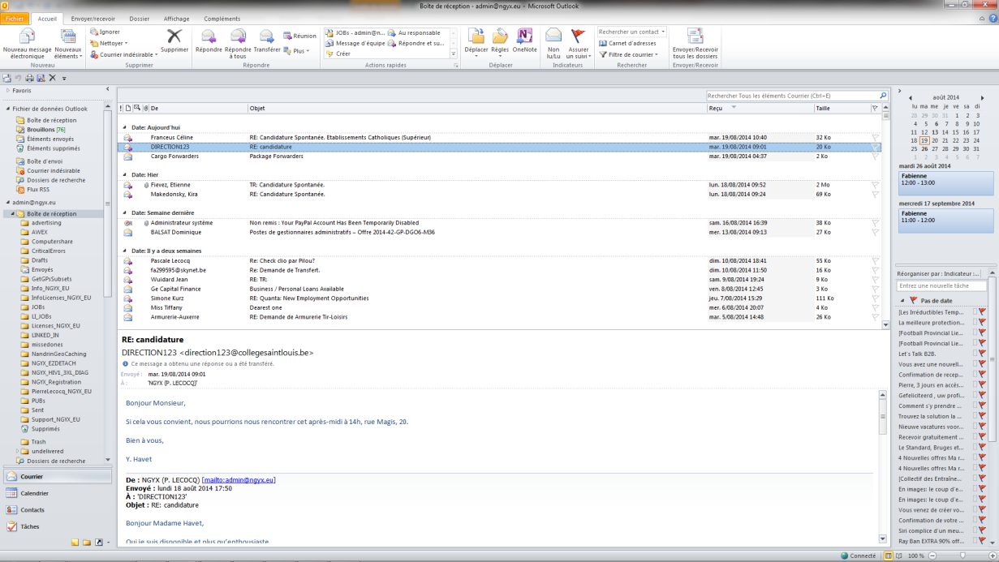 Boîte de réception - admin@ngyx.eu - Microsoft Outlook
Fichier Accueil Envoyer/recevoir Dossier Affichage Compléments
Nouveau message électronique
Nouveaux éléments
Nouveau
Ignorer
Nettoyer
Courrier indésirable
Supprimer
Supprimer
Répondre
Répondre à tous
Transférer
Réunion
Plus
Répondre
JOBs - admin@n...
Au responsable
Message d'équipe
Répondre et su...
Créer
Actions rapides
Déplacer
Règles
OneNote
Déplacer
Non lu/Lu
Assurer un suivi
Indicateurs
Rechercher un contact
Carnet d'adresses
Filtre de courrier
Rechercher
Envoyer/Recevoir tous les dossiers
Envoyer/Recevoir
Favoris
Fichier de données Outlook
Boîte de réception
Brouillons [76]
Éléments envoyés
Éléments supprimés
Boîte d'envoi
Courrier indésirable
Dossiers de recherche
Flux RSS
admin@ngyx.eu
Boîte de réception
advertising
AWEX
Computershare
CriticalErrors
Drafts
Envoyés
GetGPsSubsets
Info_NGYX_EU
InfoLicenses_NGYX_EU
JOBs
LI_JOBs
Licenses_NGYX_EU
LINKED_IN
missedones
NandrinGeoCaching
NGYX_EZDETACH
NGYX_HIV1_3XL_DIAG
NGYX_Registration
PierreLecocq_NGYX_EU
PUBs
Sent
Support_NGYX_EU
Supprimés
Trash
undelivered
Dossiers de recherche
Courrier
Calendrier
Contacts
Tâches
Rechercher Tous les éléments Courrier (Ctrl+E)
De Objet Reçu Taille
Date: Aujourd'hui
Franceus Céline RE: Candidature Spontanée. Etablissements Catholiques (Supérieur) mar. 19/08/2014 10:40 32 Ko
DIRECTION123 RE: candidature mar. 19/08/2014 09:01 20 Ko
Cargo Forwarders Package Forwarders mar. 19/08/2014 04:37 2 Ko
Date: Hier
Fievez, Etienne TR: Candidature Spontanée. lun. 18/08/2014 09:52 2 Mo
Makedonsky, Kira RE: Candidature Spontanée. lun. 18/08/2014 09:24 69 Ko
Date: Semaine dernière
Administrateur système Non remis : Your PayPal Account Has Been Temporarily Disabled sam. 16/08/2014 16:39 38 Ko
BALSAT Dominique Postes de gestionnaires administratifs – Offre 2014-42-GP-DGO6-M36 mer. 13/08/2014 09:13 27 Ko
Date: Il y a deux semaines
Pascale Lecocq Re: Check clio par Pilou? dim. 10/08/2014 18:41 55 Ko
fa299595@skynet.be Re: Demande de Transfert. dim. 10/08/2014 11:50 16 Ko
Wuidard Jean RE: TR: sam. 9/08/2014 19:24 9 Ko
Ge Capital Finance Business / Personal Loans Available ven. 8/08/2014 12:45 3 Ko
Simone Kurz RE: Quanta: New Employment Opportunities jeu. 7/08/2014 15:29 111 Ko
Miss Tiffany Dearest one mer. 6/08/2014 20:07 4 Ko
Armurerie-Auxerre RE: Demande de Armurerie Tir-Loisirs mar. 5/08/2014 14:48 26 Ko
RE: candidature
DIRECTION123 <direction123@collegesaintlouis.be>
Ce message a obtenu une réponse ou a été transféré.
Envoyé : mar. 19/08/2014 09:01
À : 'NGYX (P. LECOCQ)'
Bonjour Monsieur,
Si cela vous convient, nous pourrions nous rencontrer cet après-midi à 14h, rue Magis, 20.
Bien à vous,
Y. Havet
De : NGYX (P. LECOCQ) [mailto:admin@ngyx.eu]
Envoyé : lundi 18 août 2014 17:50
À : 'DIRECTION123'
Objet : RE: candidature
Bonjour Madame Havet,
Oui je suis disponible et plus qu'enthousiaste
août 2014
lu ma me je ve sa di
28 29 30 31 1 2 3
4 5 6 7 8 9 10
11 12 13 14 15 16 17
18 19 20 21 22 23 24
25 26 27 28 29 30 31
1 2 3 4 5 6 7
mardi 26 août 2014
Fabienne
12:00 - 13:00
mercredi 17 septembre 2014
Fabienne
11:00 - 12:00
Réorganiser par : Indicateur :...
Entrez une nouvelle tâche
Pas de date
[Les Irréductibles Temp...
La meilleure protection...
[Football Provincial Lie...
[Football Provincial Lie...
Let's Talk B2B.
Vous avez une nouvell...
Confirmation de recep...
Pierre, 3 jours en accès...
Gefeliciteerd , uw profi...
Comment s'y prendre ...
Trouvez la solution la ...
Nieuwe vacatures voor...
Recevoir gratuitement ...
Le Standard, Bruges et...
4 Nouvelles offres Ma r...
4 Nouvelles offres Ma r...
[Collectif des Entraîne...
En images: le coup d'e...
En images: le coup d'e...
Vous venez de créer vo...
Confirmation de votre ...
Siri complice d'un meu...
Ray Ban EXTRA 90% off...
Connecté 100 %